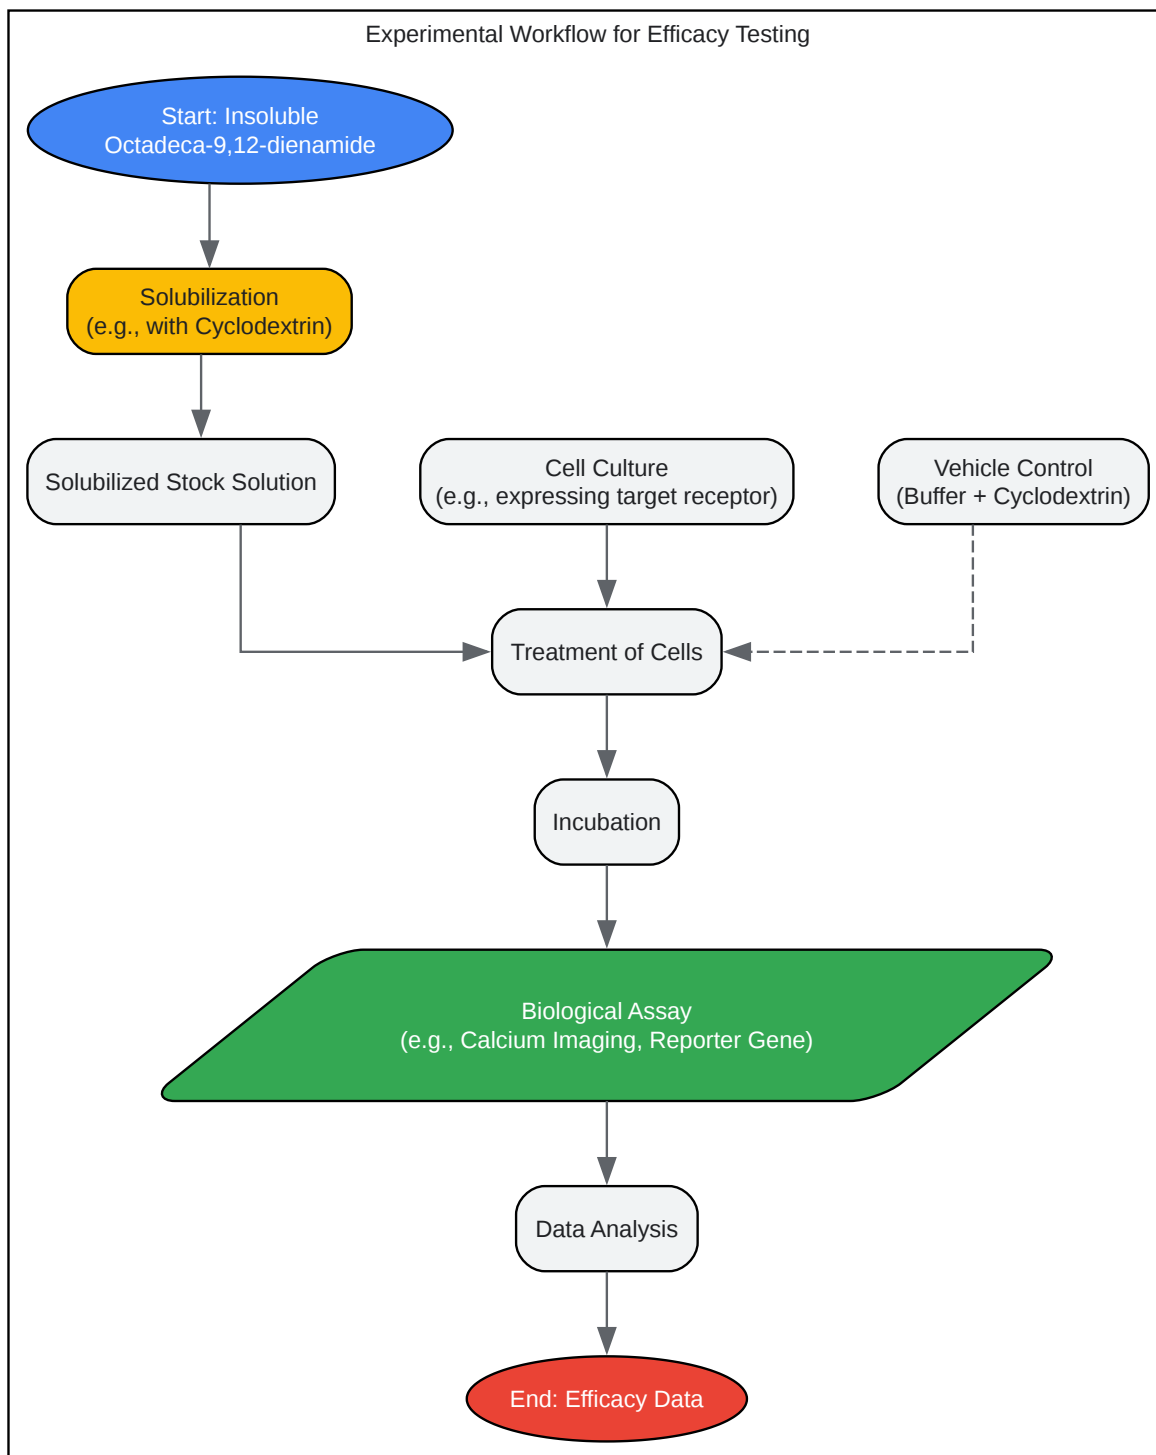 Experimental Workflow for Efficacy Testing
Start: Insoluble
Octadeca-9,12-dienamide
Solubilization
(e.g., with Cyclodextrin)
Solubilized Stock Solution
Cell Culture
(e.g., expressing target receptor)
Vehicle Control
(Buffer + Cyclodextrin)
Treatment of Cells
Incubation
Biological Assay
(e.g., Calcium Imaging, Reporter Gene)
Data Analysis
End: Efficacy Data